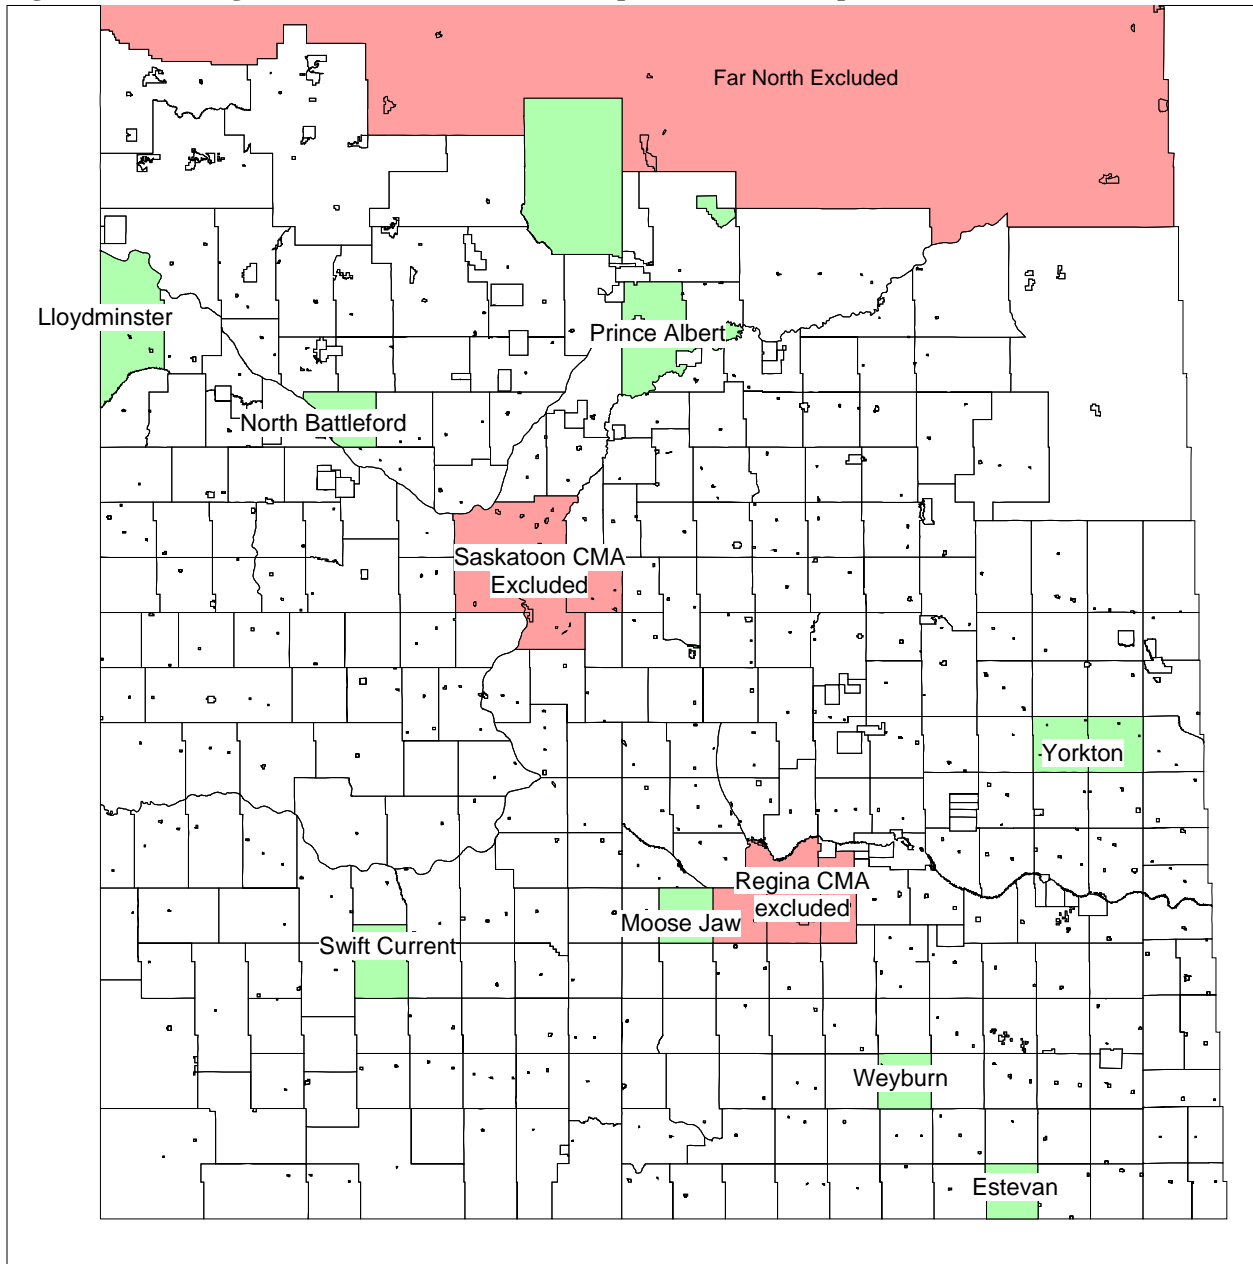 Far North Excluded
Lloydminster
Prince Albert
North Battleford
Saskatoon CMA
Excluded
Yorkton
Regina CMA
excluded
Moose Jaw
Swift Current
Weyburn
Estevan